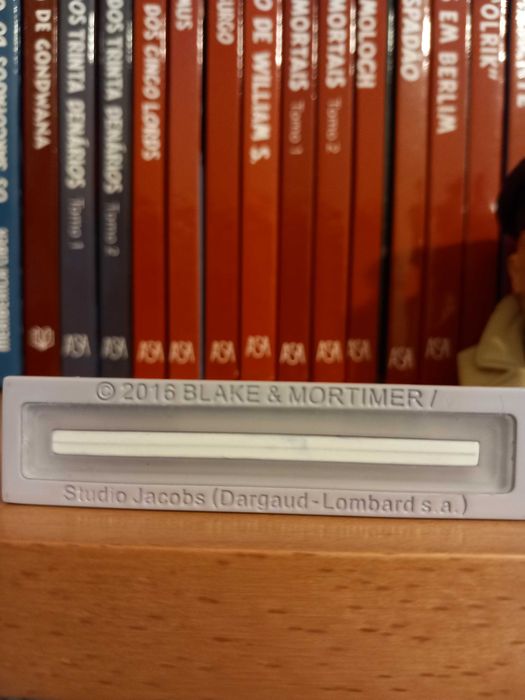 DE GONDWANA
OS TRINTA DENÁRIOS Tomo 1
DOS TRINTA DENÁRIOS Tomo 2
DOS CINCO LORDS
DE WILLIAM S.
MORTAIS Tomo 1
MORTAIS Tomo 2
MOLOCH
ESPADÃO
EM BERLIM
OLRIK"
ASA
ASA
ASA
ASA
ASA
ASA
ASA
ASA
ASA
ASA
ASA
© 2016 BLAKE & MORTIMER /
Studio Jacobs (Dargaud-Lombard s.a.)